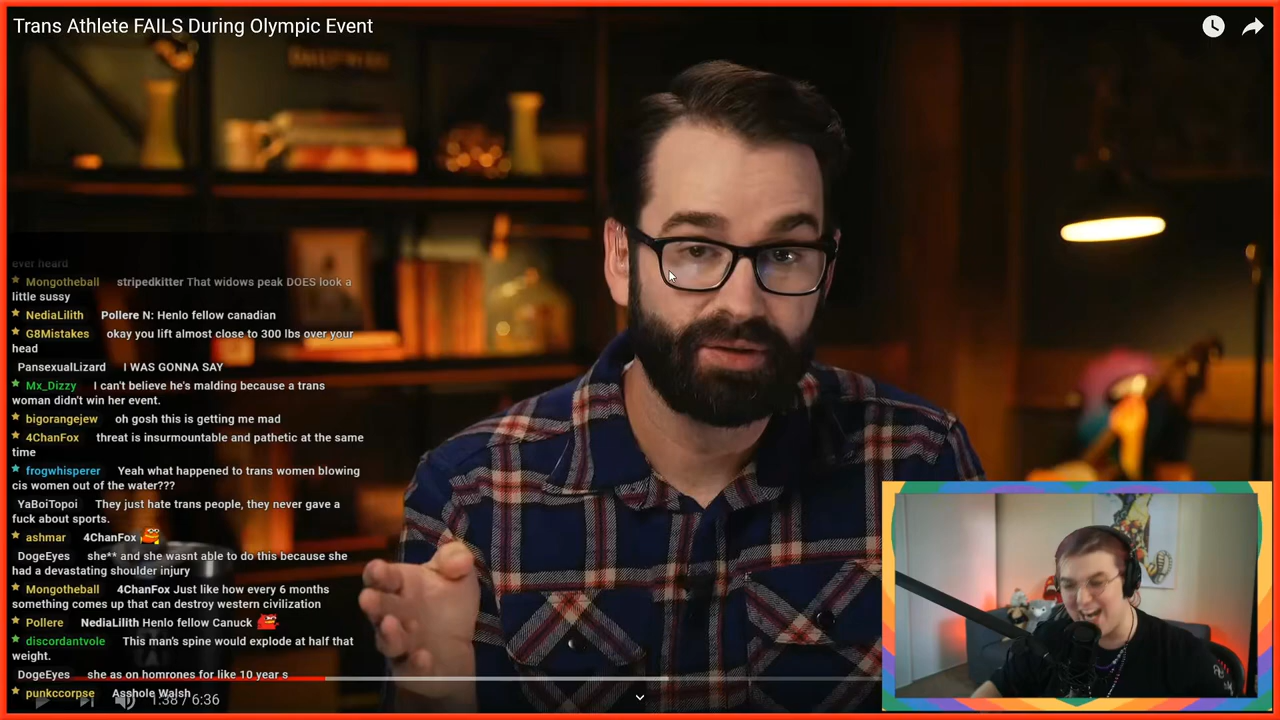 Trans Athlete FAILS During Olympic Event
ever heard
Mongotheball stripedkitter That widows peak DOES look a
little sussy
NediaLilith Pollere N: Henlo fellow canadian
G8Mistakes okay you lift almost close to 300 lbs over your
head
PansexualLizard I WAS GONNA SAY
Mx_Dizzy I can't believe he's malding because a trans
woman didn't win her event.
bigorangejew oh gosh this is getting me mad
4ChanFox threat is insurmountable and pathetic at the same
time
frogwhisperer Yeah what happened to trans women blowing
cis women out of the water???
YaBoiTopoi They just hate trans people, they never gave a
fuck about sports.
ashmar 4ChanFox
DogeEyes she** and she wasnt able to do this because she
had a devastating shoulder injury
Mongotheball 4ChanFox Just like how every 6 months
something comes up that can destroy western civilization
Pollere NediaLilith Henlo fellow Canuck
discordantvole This man's spine would explode at half that
weight.
DogeEyes she as on homrones for like 10 year s
punkccorpse Asshole Walsh
1:38 / 6:36